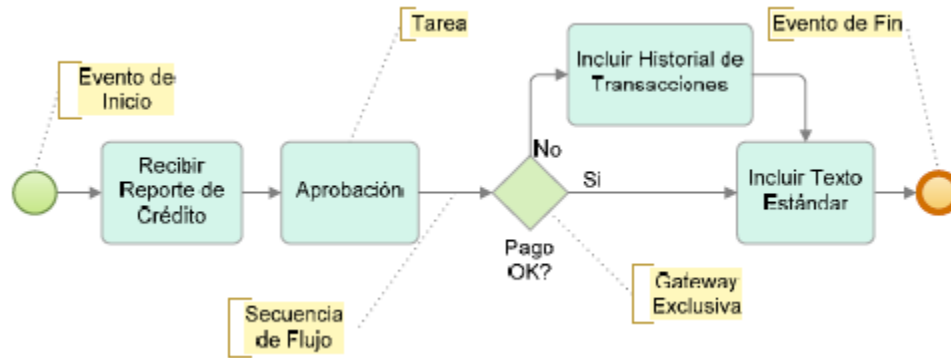 Tarea
Evento de Fin
Evento de
Inicio
Incluir Historial de
Transacciones
No
Recibir
Reporte de
Crédito
Aprobación
Si
Incluir Texto
Estándar
Pago
OK?
Secuencia
de Flujo
Gateway
Exclusiva